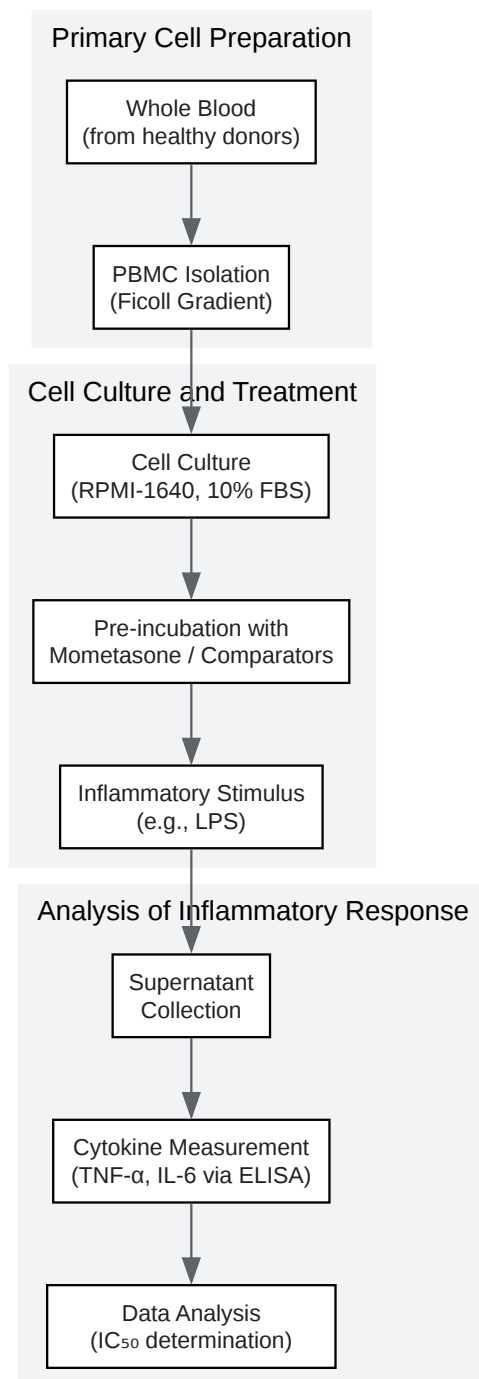 Primary Cell Preparation
Whole Blood
(from healthy donors)
PBMC Isolation
(Ficoll Gradient)
Cell Culture and Treatment
Cell Culture
(RPMI-1640, 10% FBS)
Pre-incubation with
Mometasone / Comparators
Inflammatory Stimulus
(e.g., LPS)
Analysis of Inflammatory Response
Supernatant
Collection
Cytokine Measurement
(TNF-α, IL-6 via ELISA)
Data Analysis
(IC₅₀ determination)